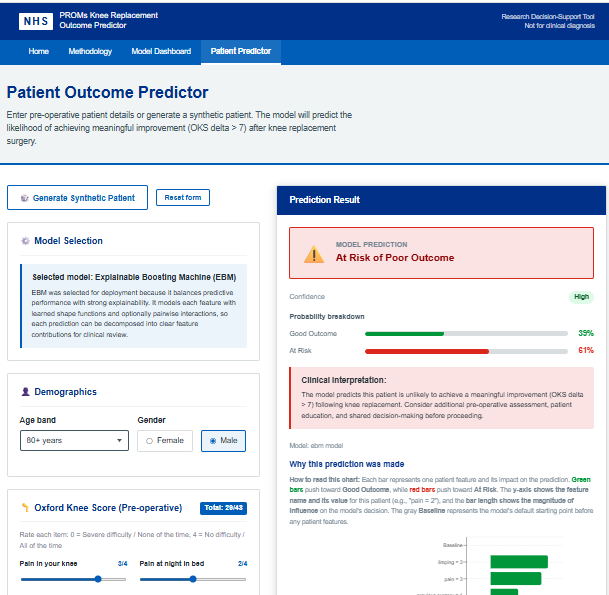 NHS
PROMs Knee Replacement
Outcome Predictor
Research Decision-Support Tool
Not for clinical diagnosis
Home Methodology Model Dashboard Patient Predictor
Patient Outcome Predictor
Enter pre-operative patient details or generate a synthetic patient. The model will predict the
likelihood of achieving meaningful improvement (OKS delta > 7) after knee replacement
surgery.
Generate Synthetic Patient
Reset form
Model Selection
Selected model: Explainable Boosting Machine (EBM)
EBM was selected for deployment because it balances predictive
performance with strong explainability. It models each feature with
learned shape functions and optionally pairwise interactions, so
each prediction can be decomposed into clear feature
contributions for clinical review.
Demographics
Age band
Gender
80+ years
Female
Male
Oxford Knee Score (Pre-operative)
Total: 29/48
Rate each item: 0 = Severe difficulty / None of the time, 4 = No difficulty /
All of the time
Pain in your knee 3/4
Pain at night in bed 2/4
Prediction Result
MODEL PREDICTION
At Risk of Poor Outcome
Confidence
High
Probability breakdown
Good Outcome 39%
At Risk 61%
Clinical Interpretation:
The model predicts this patient is unlikely to achieve a meaningful improvement (OKS delta
> 7) following knee replacement. Consider additional pre-operative assessment, patient
education, and shared decision-making before proceeding.
Model: ebm model
Why this prediction was made
How to read this chart: Each bar represents one patient feature and its impact on the prediction. Green
bars push toward Good Outcome, while red bars push toward At Risk. The y-axis shows the feature
name and its value for this patient (e.g., "pain = 2"), and the bar length shows the magnitude of
influence on the model's decision. The gray Baseline represents the model's default starting point before
any patient features.
Baseline
limping = 3
pain = 3